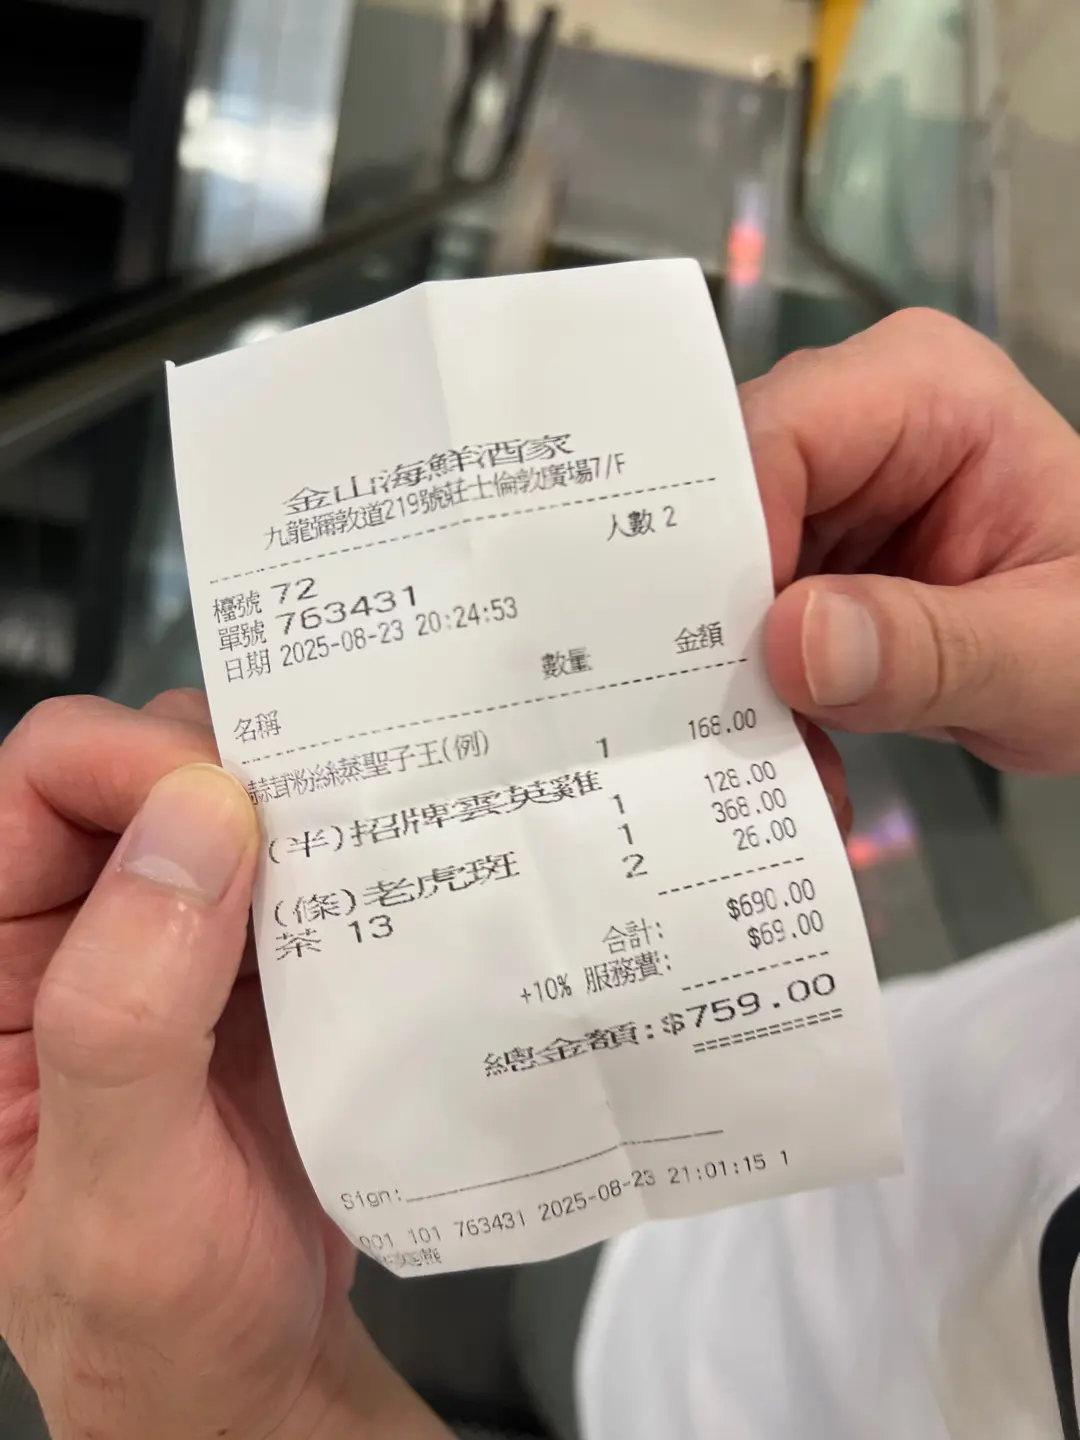 金山海鮮酒家
九龍彌敦道219號莊士倫敦廣場7/F
人數 2
檯號 72
單號 763431
日期 2025-08-23 20:24:53
名稱 數量 金額
蒜茸粉絲蒸聖子王(例) 1 168.00
(半)招牌雲英雞 1 128.00
(條)老虎斑 1 368.00
茶 13 2 26.00
合計: $690.00
+10% 服務費: $69.00
總金額:$759.00
============
Sign:
001 101 763431 2025-08-23 21:01:15 1